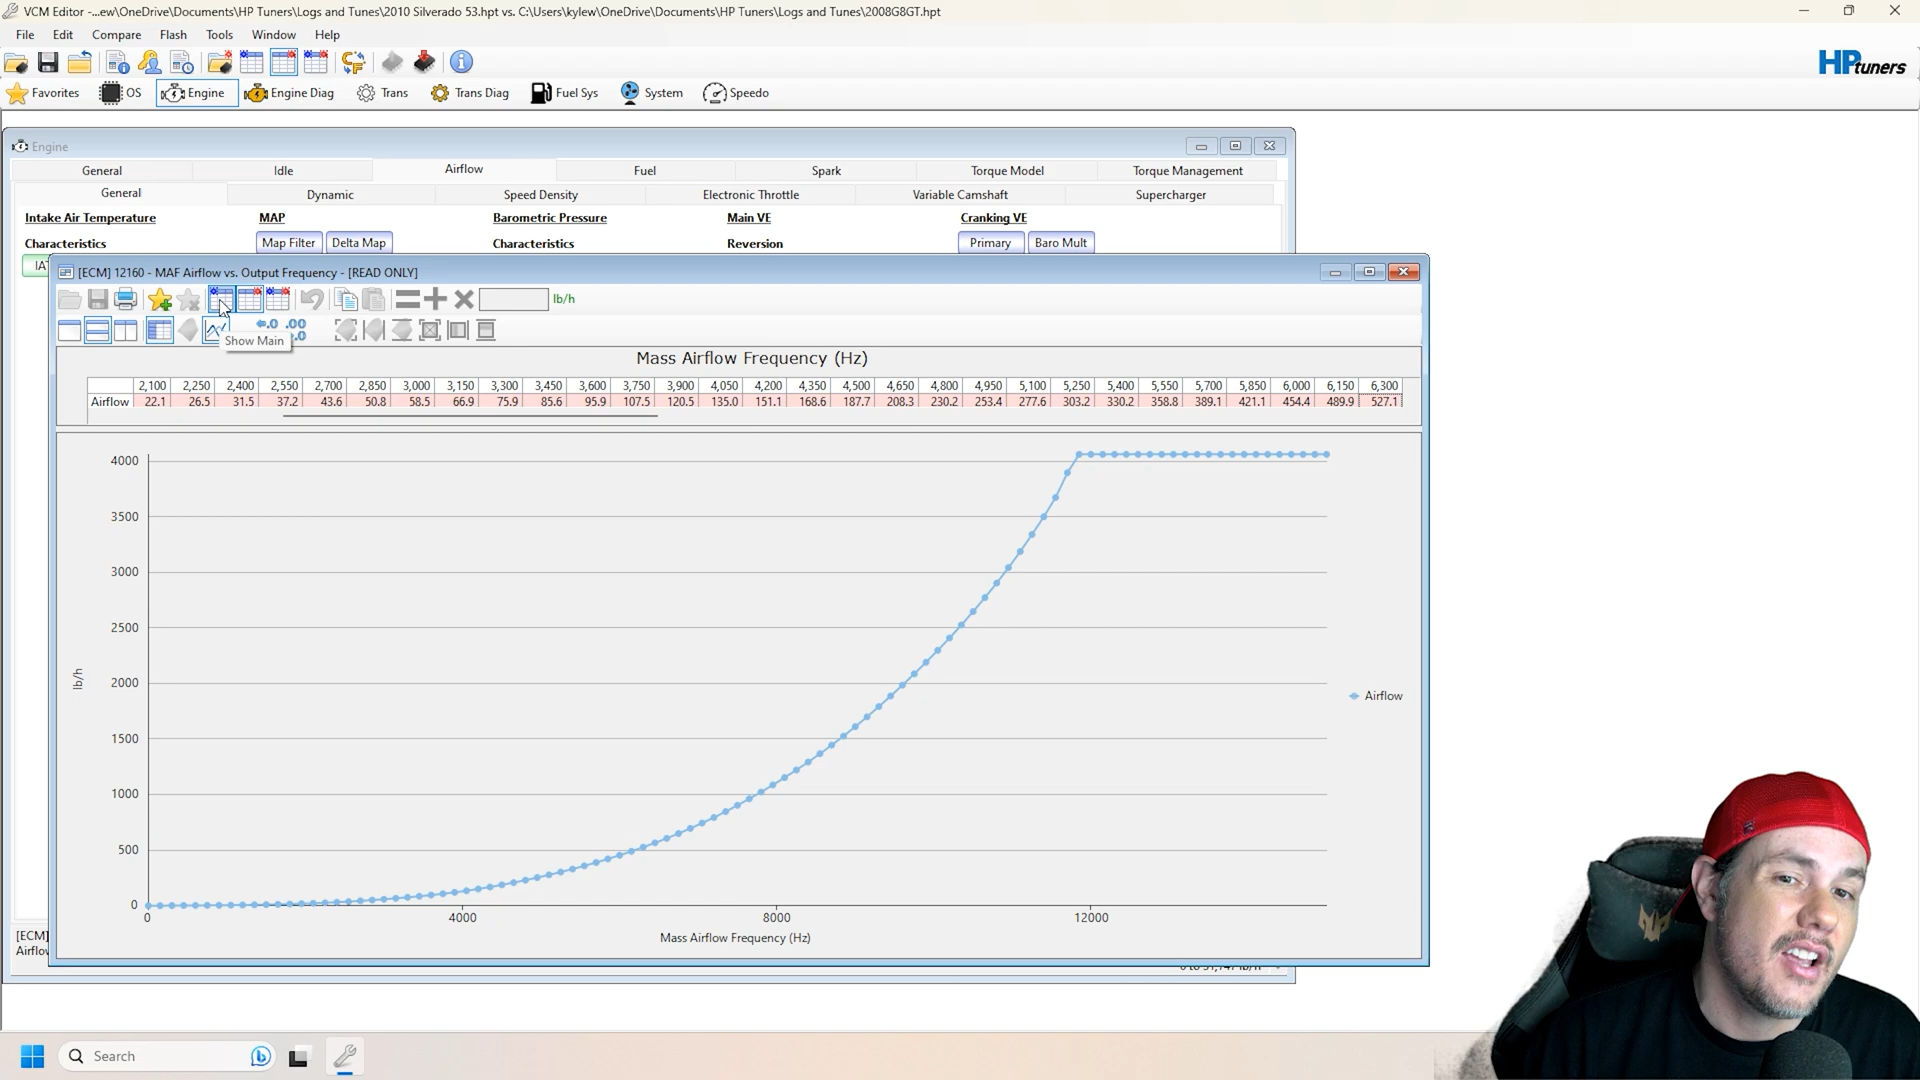 VCM Editor -...ew\OneDrive\Documents\HP Tuners\Logs and Tunes\2010 Silverado 53.hpt vs. C:\Users\kylew\OneDrive\Documents\HP Tuners\Logs and Tunes\2008G8GT.hpt
File Edit Compare Flash Tools Window Help
HP tuners
Favorites OS Engine Engine Diag Trans Trans Diag Fuel Sys System Speedo
Engine
General Idle Airflow Fuel Spark Torque Model Torque Management
General Dynamic Speed Density Electronic Throttle Variable Camshaft Supercharger
Intake Air Temperature MAP Barometric Pressure Main VE Cranking VE
Characteristics Map Filter Delta Map Characteristics Reversion Primary Baro Mult
IAT
[ECM] 12160 - MAF Airflow vs. Output Frequency - [READ ONLY]
lb/h
Show Main
Mass Airflow Frequency (Hz)
2,100 2,250 2,400 2,550 2,700 2,850 3,000 3,150 3,300 3,450 3,600 3,750 3,900 4,050 4,200 4,350 4,500 4,650 4,800 4,950 5,100 5,250 5,400 5,550 5,700 5,850 6,000 6,150 6,300
Airflow 22.1 26.5 31.5 37.2 43.6 50.8 58.5 66.9 75.9 85.6 95.9 107.5 120.5 135.0 151.1 168.6 187.7 208.3 230.2 253.4 277.6 303.2 330.2 358.8 389.1 421.1 454.4 489.9 527.1
4000
3500
3000
2500
2000
1500
1000
500
0
lb/h
Airflow
0 4000 8000 12000
Mass Airflow Frequency (Hz)
[ECM]
Airflow
Search